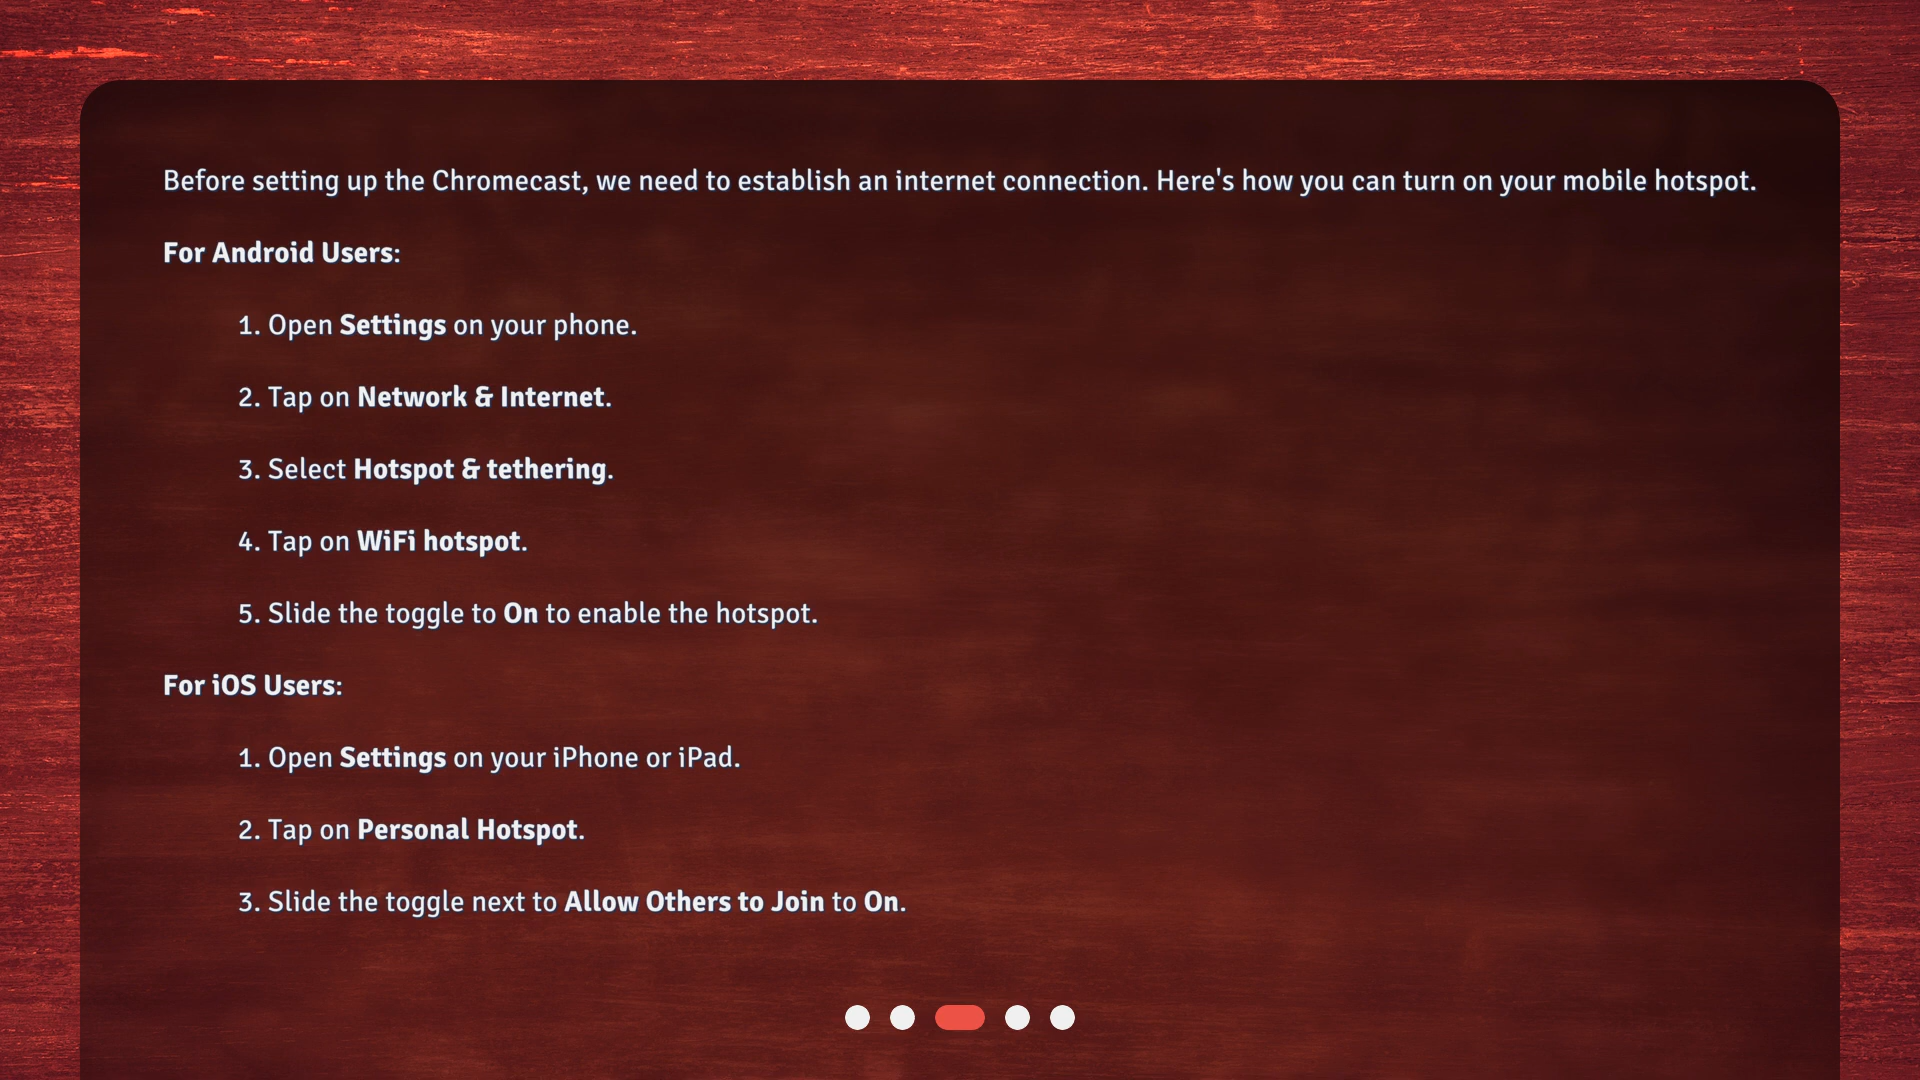 Before setting up the Chromecast, we need to establish an internet connection. Here's how you can turn on your mobile hotspot.
For Android Users:
1. Open Settings on your phone.
2. Tap on Network & Internet.
3. Select Hotspot & tethering.
4. Tap on WiFi hotspot.
5. Slide the toggle to On to enable the hotspot.
For iOS Users:
1. Open Settings on your iPhone or iPad.
2. Tap on Personal Hotspot.
3. Slide the toggle next to Allow Others to Join to On.